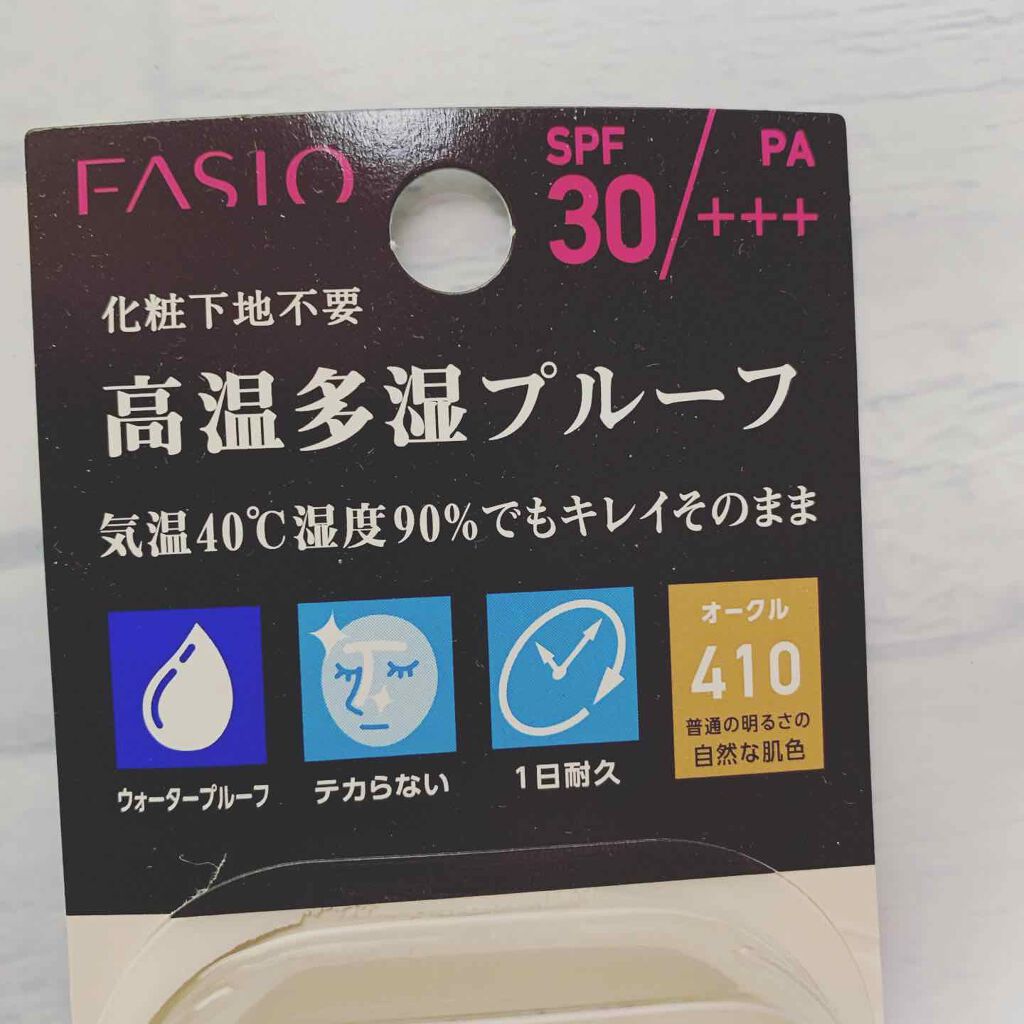 FASIO
SPF
30/
PA
+++
化粧下地不要
高温多湿プルーフ
気温40℃湿度90%でもキレイそのまま
ウォータープルーフ
テカらない
1日耐久
オークル
410
普通の明るさの
自然な肌色